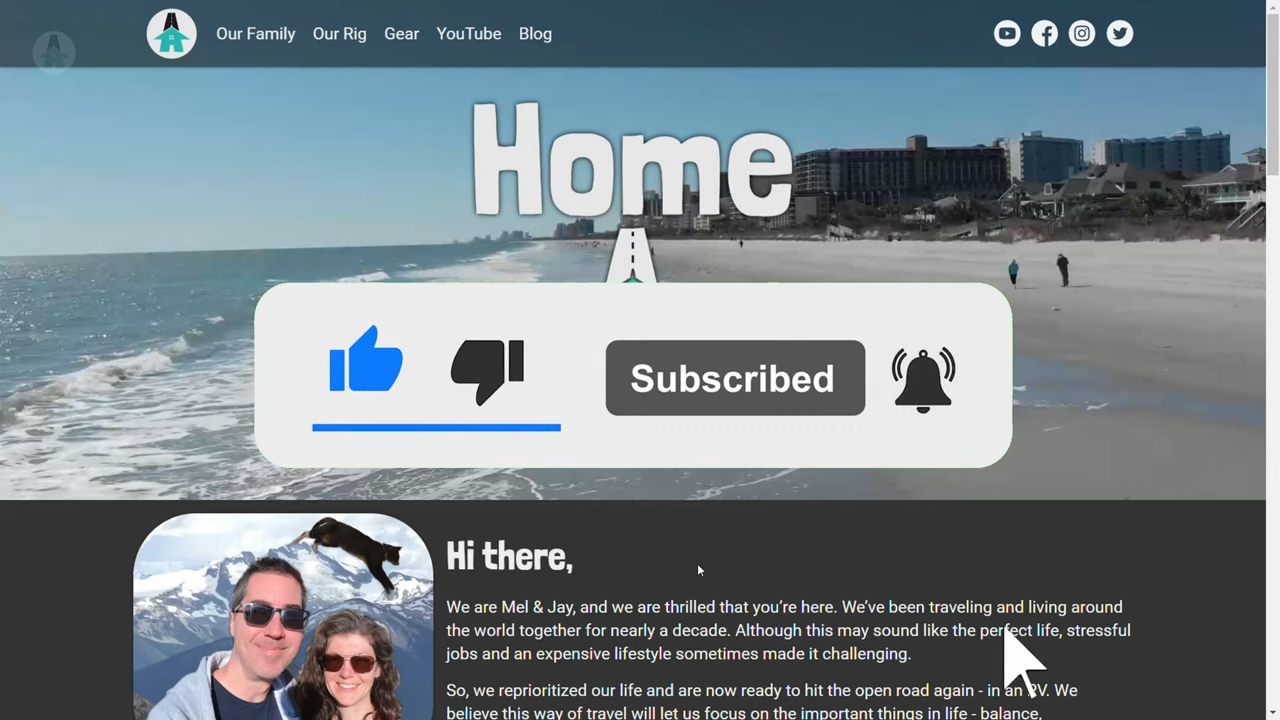 Our Family Our Rig Gear YouTube Blog
Home
Subscribed
Hi there,
We are Mel & Jay, and we are thrilled that you’re here. We’ve been traveling and living around
the world together for nearly a decade. Although this may sound like the perfect life, stressful
jobs and an expensive lifestyle sometimes made it challenging.
So, we reprioritized our life and are now ready to hit the open road again - in an RV. We
believe this way of travel will let us focus on the important things in life - balance,